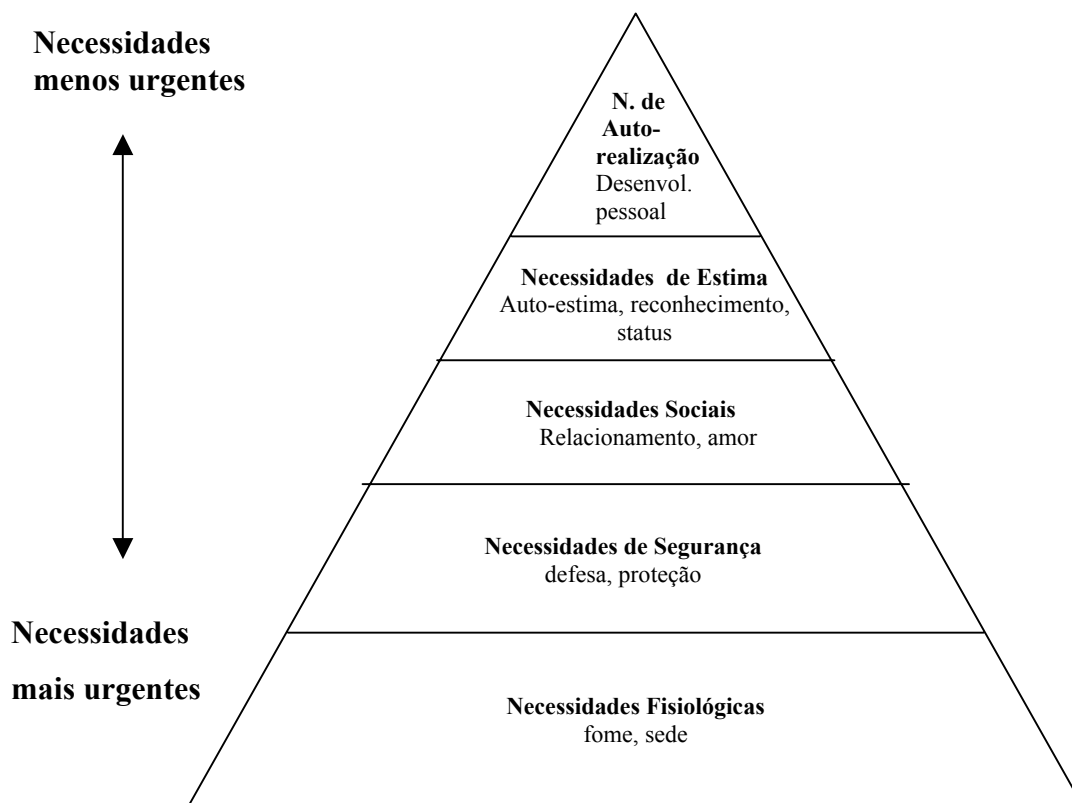 Necessidades
menos urgentes
N. de
Auto-
realização
Desenvol.
pessoal
Necessidades de Estima
Auto-estima, reconhecimento,
status
Necessidades Sociais
Relacionamento, amor
Necessidades de Segurança
defesa, proteção
Necessidades
mais urgentes
Necessidades Fisiológicas
fome, sede